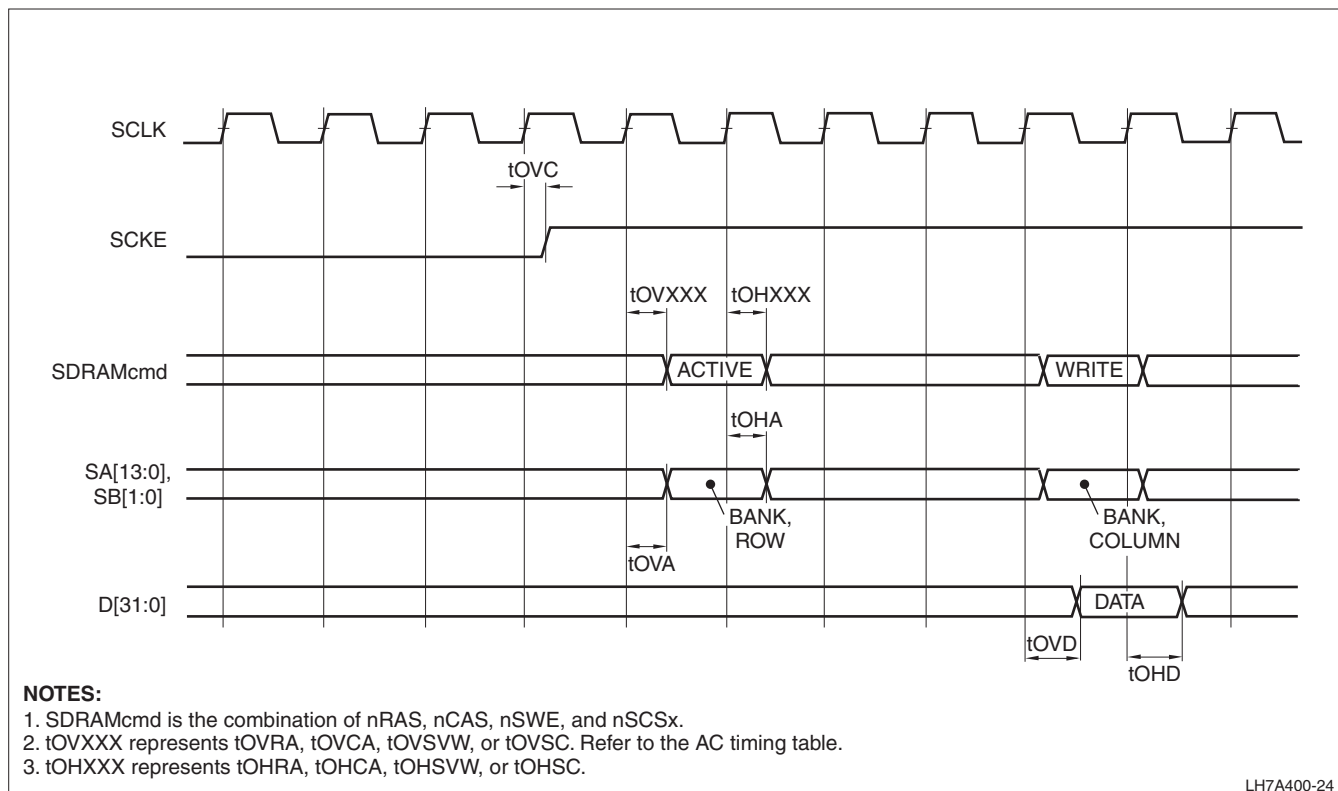 SCLK
tOVC
SCKE
tOVXXX
tOHXXX
SDRAMcmd
ACTIVE
WRITE
tOHA
SA[13:0],
SB[1:0]
BANK,
ROW
BANK,
COLUMN
tOVA
D[31:0]
DATA
tOVD
tOHD
NOTES:
1. SDRAMcmd is the combination of nRAS, nCAS, nSWE, and nSCSx.
2. tOVXXX represents tOVRA, tOVCA, tOVSVW, or tOVSC. Refer to the AC timing table.
3. tOHXXX represents tOHRA, tOHCA, tOHSVW, or tOHSC.
LH7A400-24